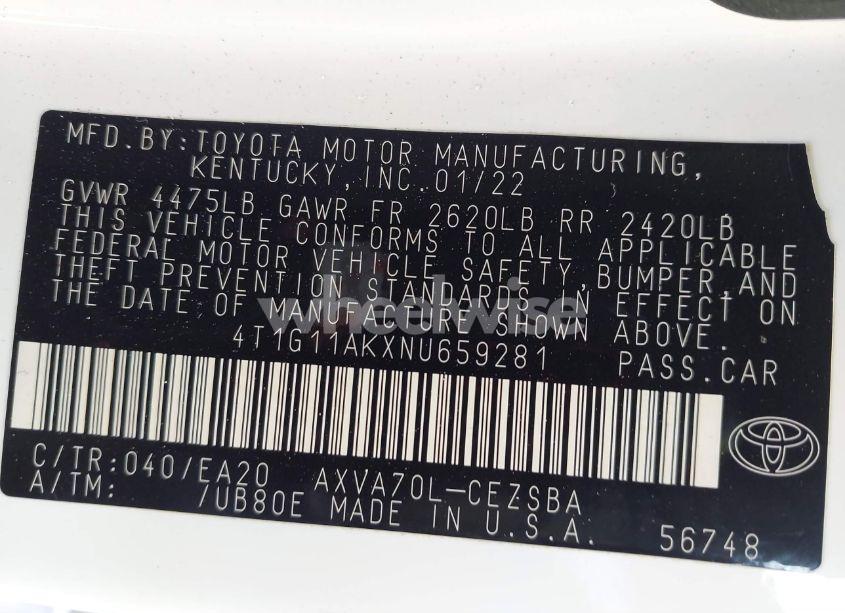 MFD.BY:TOYOTA MOTOR MANUFACTURING,
KENTUCKY,INC.01/22
GVWR 4475LB GAWR FR 2620LB RR 2420LB
THIS VEHICLE CONFORMS TO ALL APPLICABLE
FEDERAL MOTOR VEHICLE SAFETY,BUMPER,AND
THEFT PREVENTION STANDARDS IN EFFECT ON
THE DATE OF MANUFACTURE SHOWN ABOVE.
wheelwise
4T1G11AKXNU659281 PASS.CAR
C/TR:040/EA20 AXVA70L-CEZSBA
A/TM: /UB80E MADE IN U.S.A. 56748